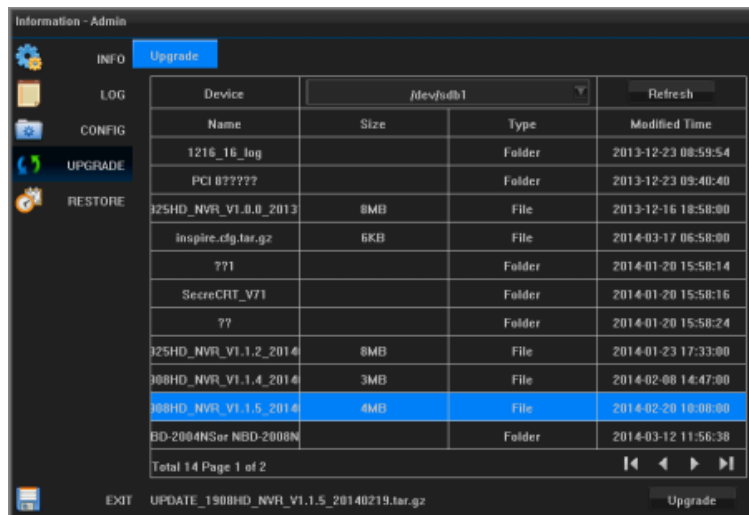 Information - Admin
INFO
Upgrade
LOG
Device /dev/sdb1 Refresh
CONFIG
Name Size Type Modified Time
UPGRADE
1216_16_log Folder 2013-12-23 08:59:54
PCI 8????? Folder 2013-12-23 09:40:40
RESTORE
325HD_NVR_V1.0.0_2013 8MB File 2013-12-16 18:58:00
inspire.cfg.tar.gz 6KB File 2014-03-17 06:58:00
??1 Folder 2014-01-20 15:58:14
SecreCRT_V71 Folder 2014-01-20 15:58:16
?? Folder 2014-01-20 15:58:24
325HD_NVR_V1.1.2_2014 8MB File 2014-01-23 17:33:00
908HD_NVR_V1.1.4_2014 3MB File 2014-02-08 14:47:00
908HD_NVR_V1.1.5_2014 4MB File 2014-02-20 10:08:00
BD-2004NSor NBD-2008N Folder 2014-03-12 11:56:38
Total 14 Page 1 of 2
EXIT UPDATE_1908HD_NVR_V1.1.5_20140219.tar.gz Upgrade